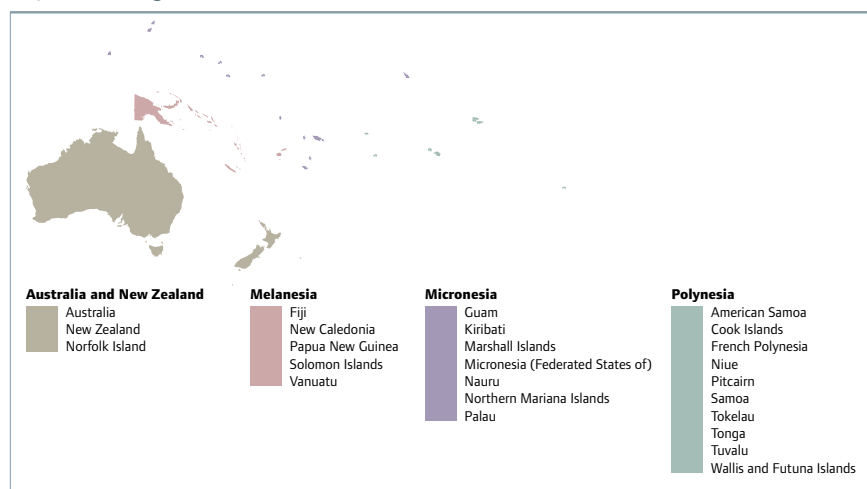 Australia and New Zealand
Australia
New Zealand
Norfolk Island
Melanesia
Fiji
New Caledonia
Papua New Guinea
Solomon Islands
Vanuatu
Micronesia
Guam
Kiribati
Marshall Islands
Micronesia (Federated States of)
Nauru
Northern Mariana Islands
Palau
Polynesia
American Samoa
Cook Islands
French Polynesia
Niue
Pitcairn
Samoa
Tokelau
Tonga
Tuvalu
Wallis and Futuna Islands